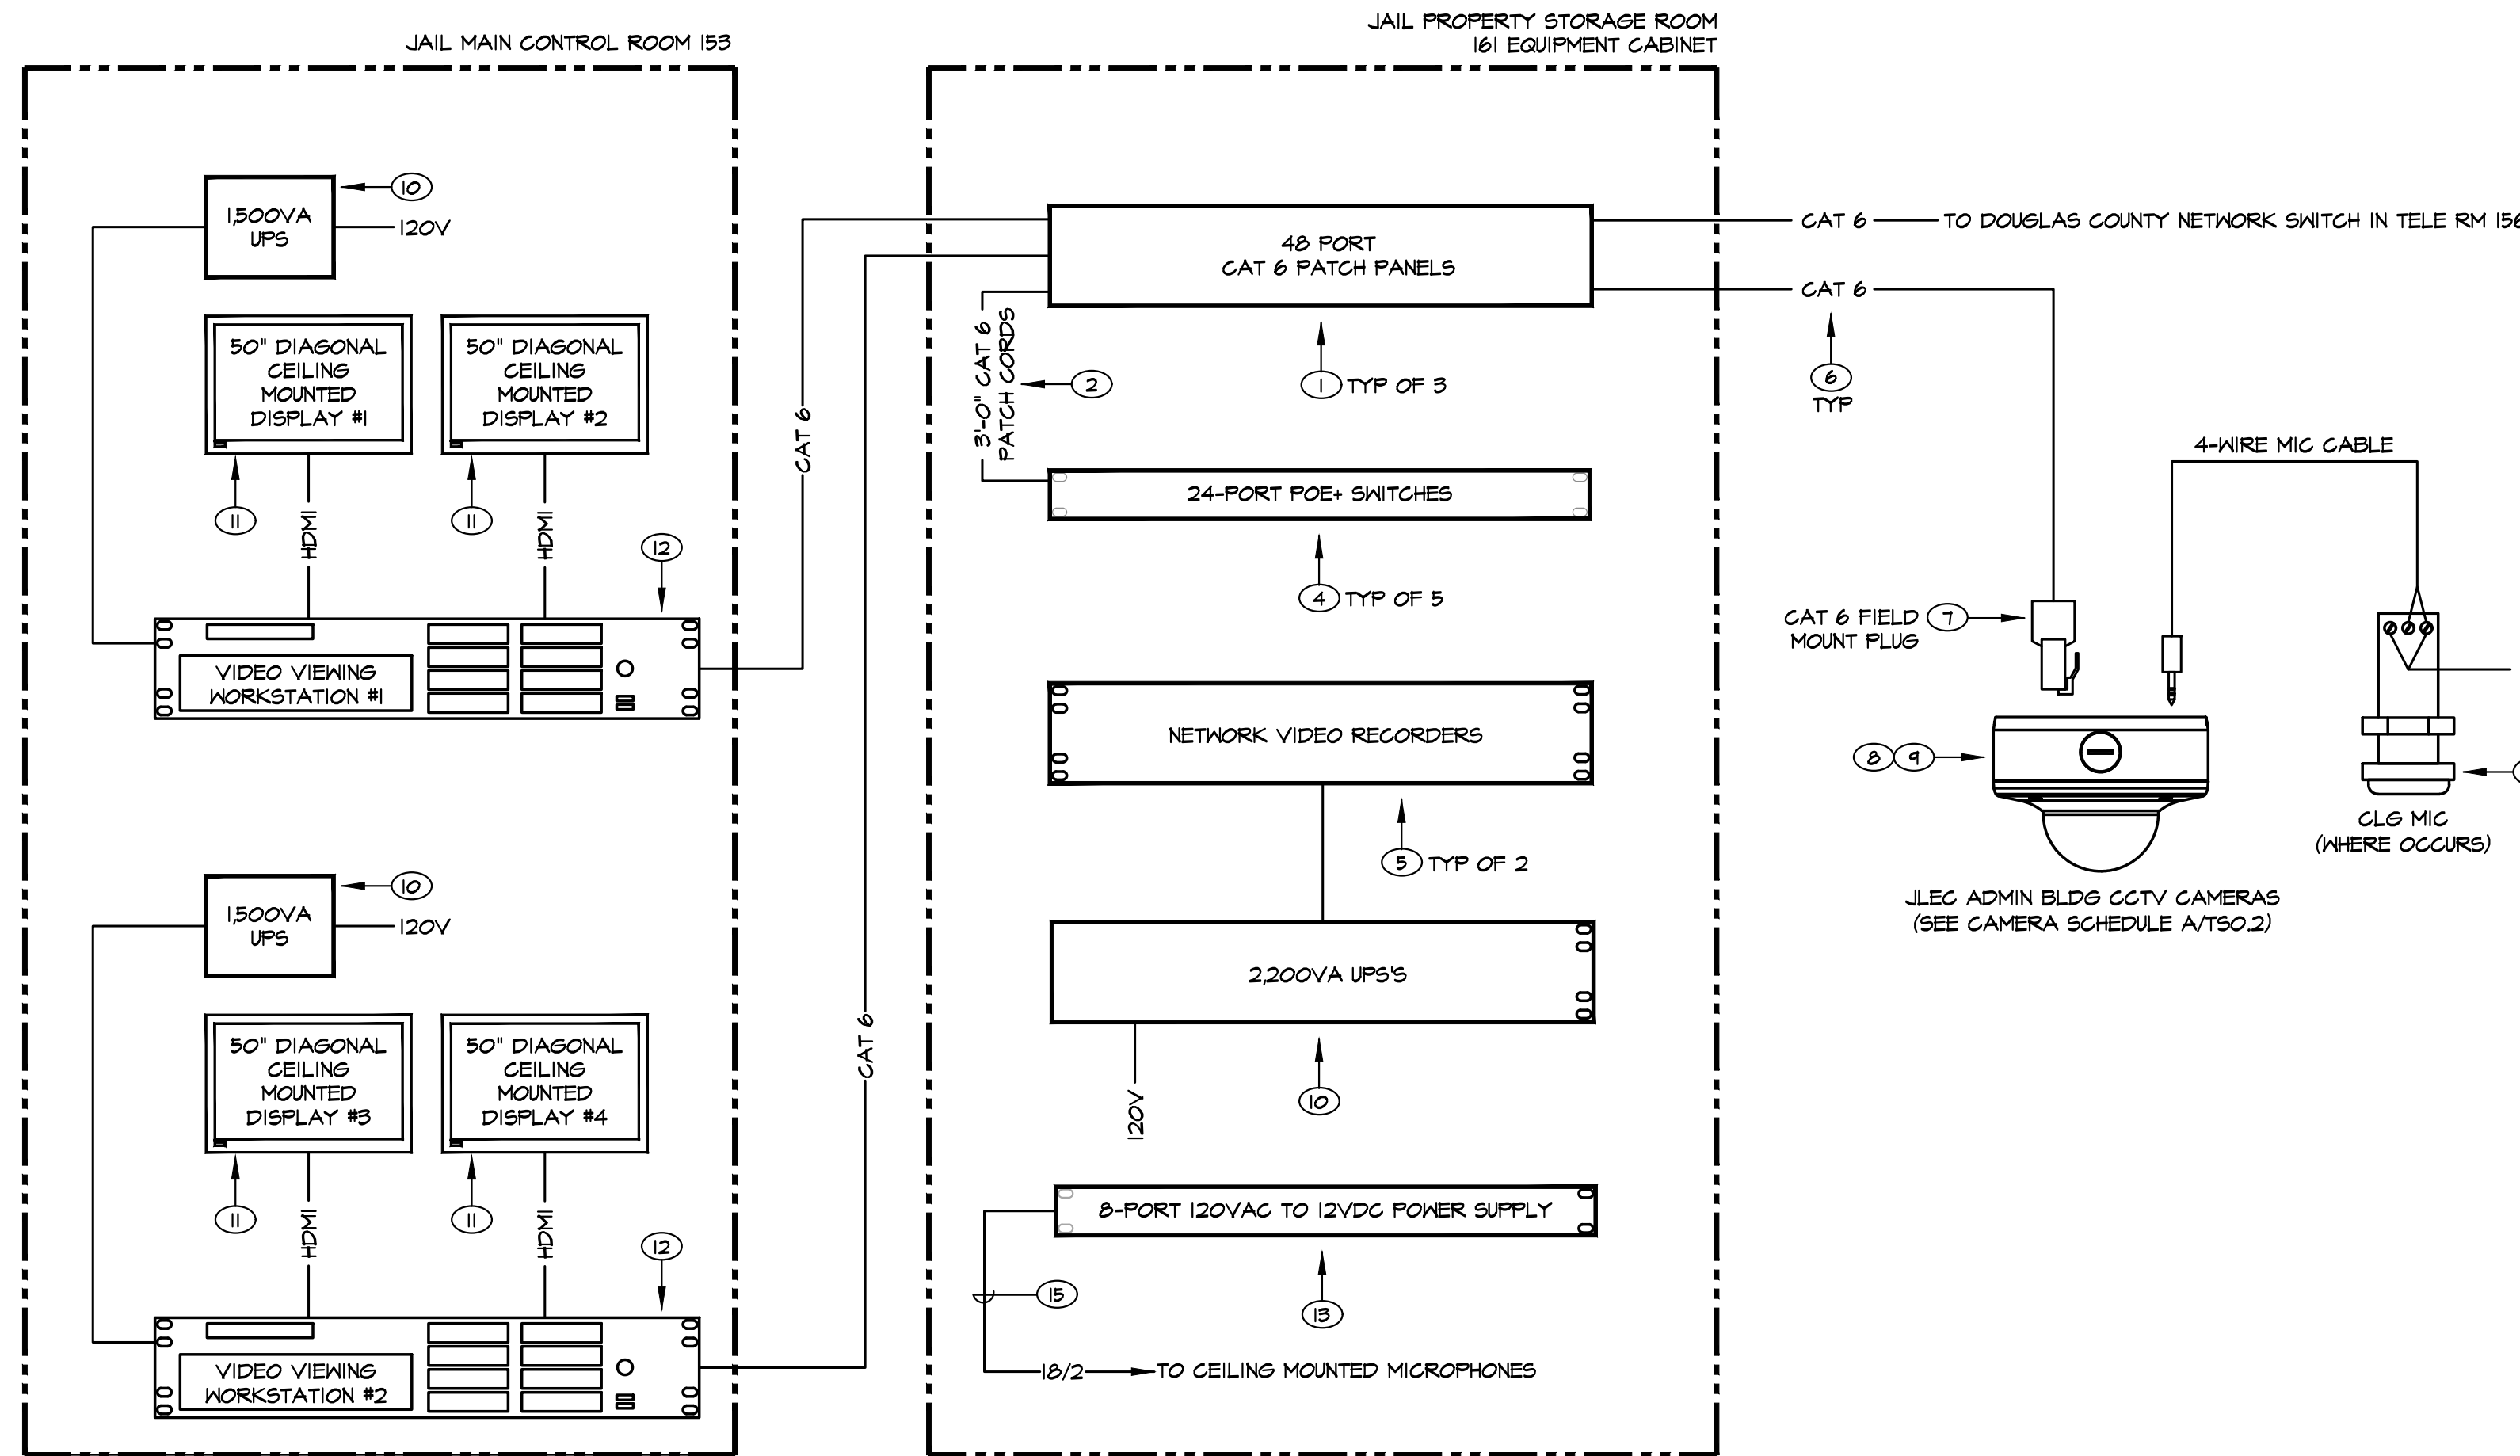 JAIL MAIN CONTROL ROOM 153
10
1,500VA
UPS
120V
50" DIAGONAL
CEILING
MOUNTED
DISPLAY #1
50" DIAGONAL
CEILING
MOUNTED
DISPLAY #2
11
11
HDMI
HDMI
12
VIDEO VIEWING
WORKSTATION #1
10
1,500VA
UPS
120V
50" DIAGONAL
CEILING
MOUNTED
DISPLAY #3
50" DIAGONAL
CEILING
MOUNTED
DISPLAY #4
11
11
HDMI
HDMI
12
VIDEO VIEWING
WORKSTATION #2
CAT 6
CAT 6
JAIL PROPERTY STORAGE ROOM
161 EQUIPMENT CABINET
48 PORT
CAT 6 PATCH PANELS
3'-0" CAT 6
PATCH CORDS
2
1 TYP OF 3
24-PORT POE+ SWITCHES
4 TYP OF 5
NETWORK VIDEO RECORDERS
5 TYP OF 2
2,200VA UPS'S
120V
10
8-PORT 120VAC TO 12VDC POWER SUPPLY
15
13
18/2 TO CEILING MOUNTED MICROPHONES
CAT 6 TO DOUGLAS COUNTY NETWORK SWITCH IN TELE RM 156
CAT 6
6
TYP
4-WIRE MIC CABLE
CAT 6 FIELD
MOUNT PLUG
7
8 9
CLG MIC
(WHERE OCCURS)
JLEC ADMIN BLDG CCTV CAMERAS
(SEE CAMERA SCHEDULE A/TS0.2)